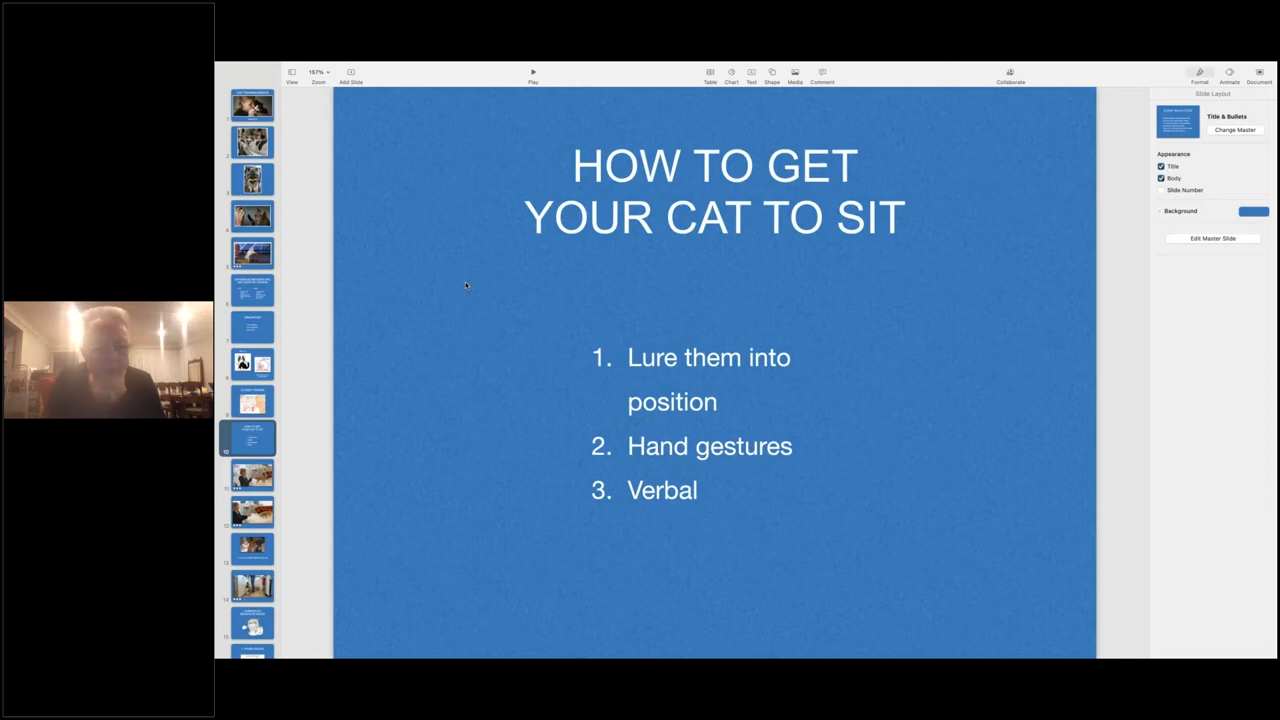 157%
View
Zoom
Add Slide
Play
Table
Chart
Text
Shape
Media
Comment
Collaborate
Format
Animate
Document
Slide Layout
Title & Bullets
Change Master
Appearance
Title
Body
Slide Number
Background
Edit Master Slide
HOW TO GET
YOUR CAT TO SIT
1. Lure them into
position
2. Hand gestures
3. Verbal